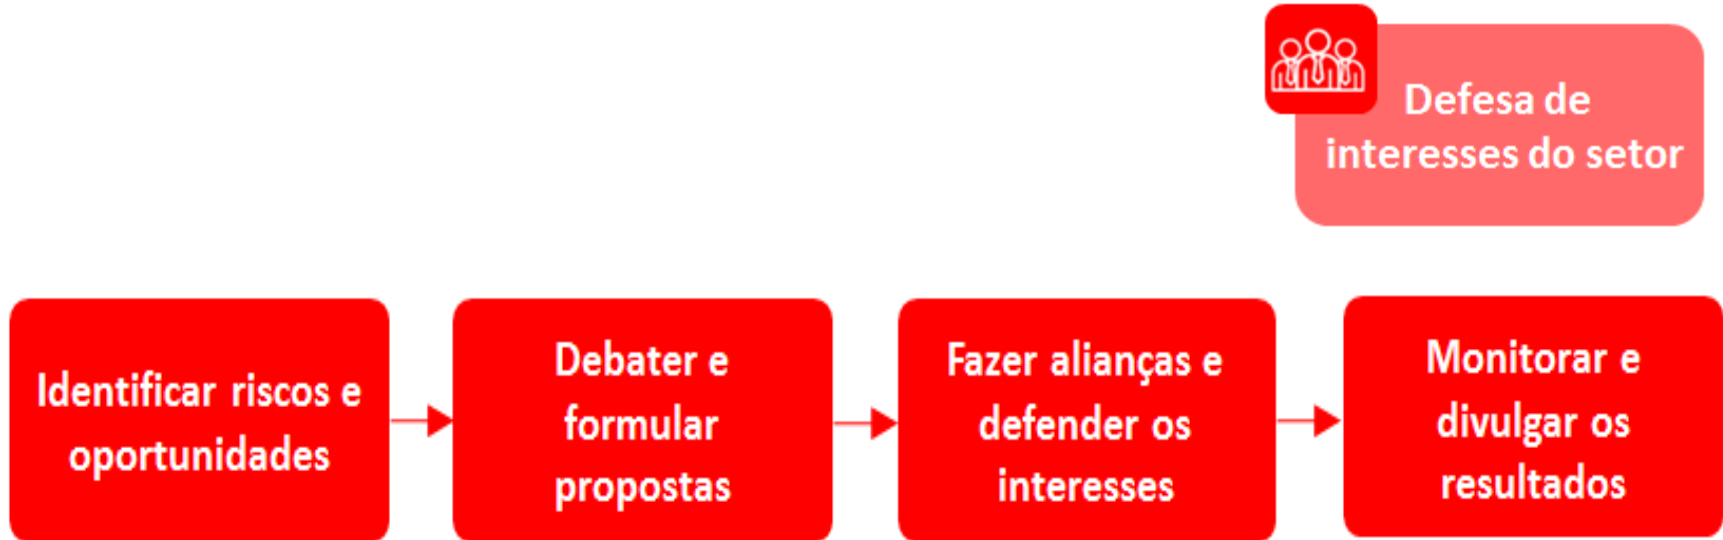 Defesa de
interesses do setor
Identificar riscos e
oportunidades
Debater e
formular
propostas
Fazer alianças e
defender os
interesses
Monitorar e
divulgar os
resultados